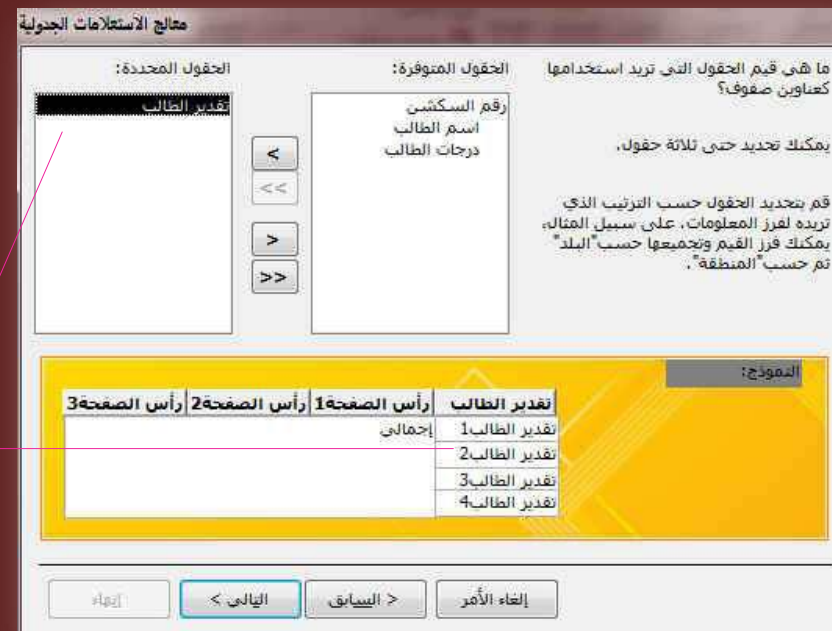 معالج الاستعلامات الجدولية
ما هي قيم الحقول التي تريد استخدامها
كعناوين صفوف؟
يمكنك تحديد حتى ثلاثة حقول.
قم بتحديد الحقول حسب الترتيب الذي
تريده لفرز المعلومات. على سبيل المثال،
يمكنك فرز القيم وتجميعها حسب"البلد"
ثم حسب"المنطقة".
الحقول المتوفرة:
رقم السكشن
اسم الطالب
درجات الطالب
<
<<
>
>>
الحقول المحددة:
تقدير الطالب
النموذج:
تقدير الطالب رأس الصفحة1 رأس الصفحة2 رأس الصفحة3
تقدير الطالب1 إجمالي
تقدير الطالب2
تقدير الطالب3
تقدير الطالب4
إلغاء الأمر < السابق التالي > إنهاء